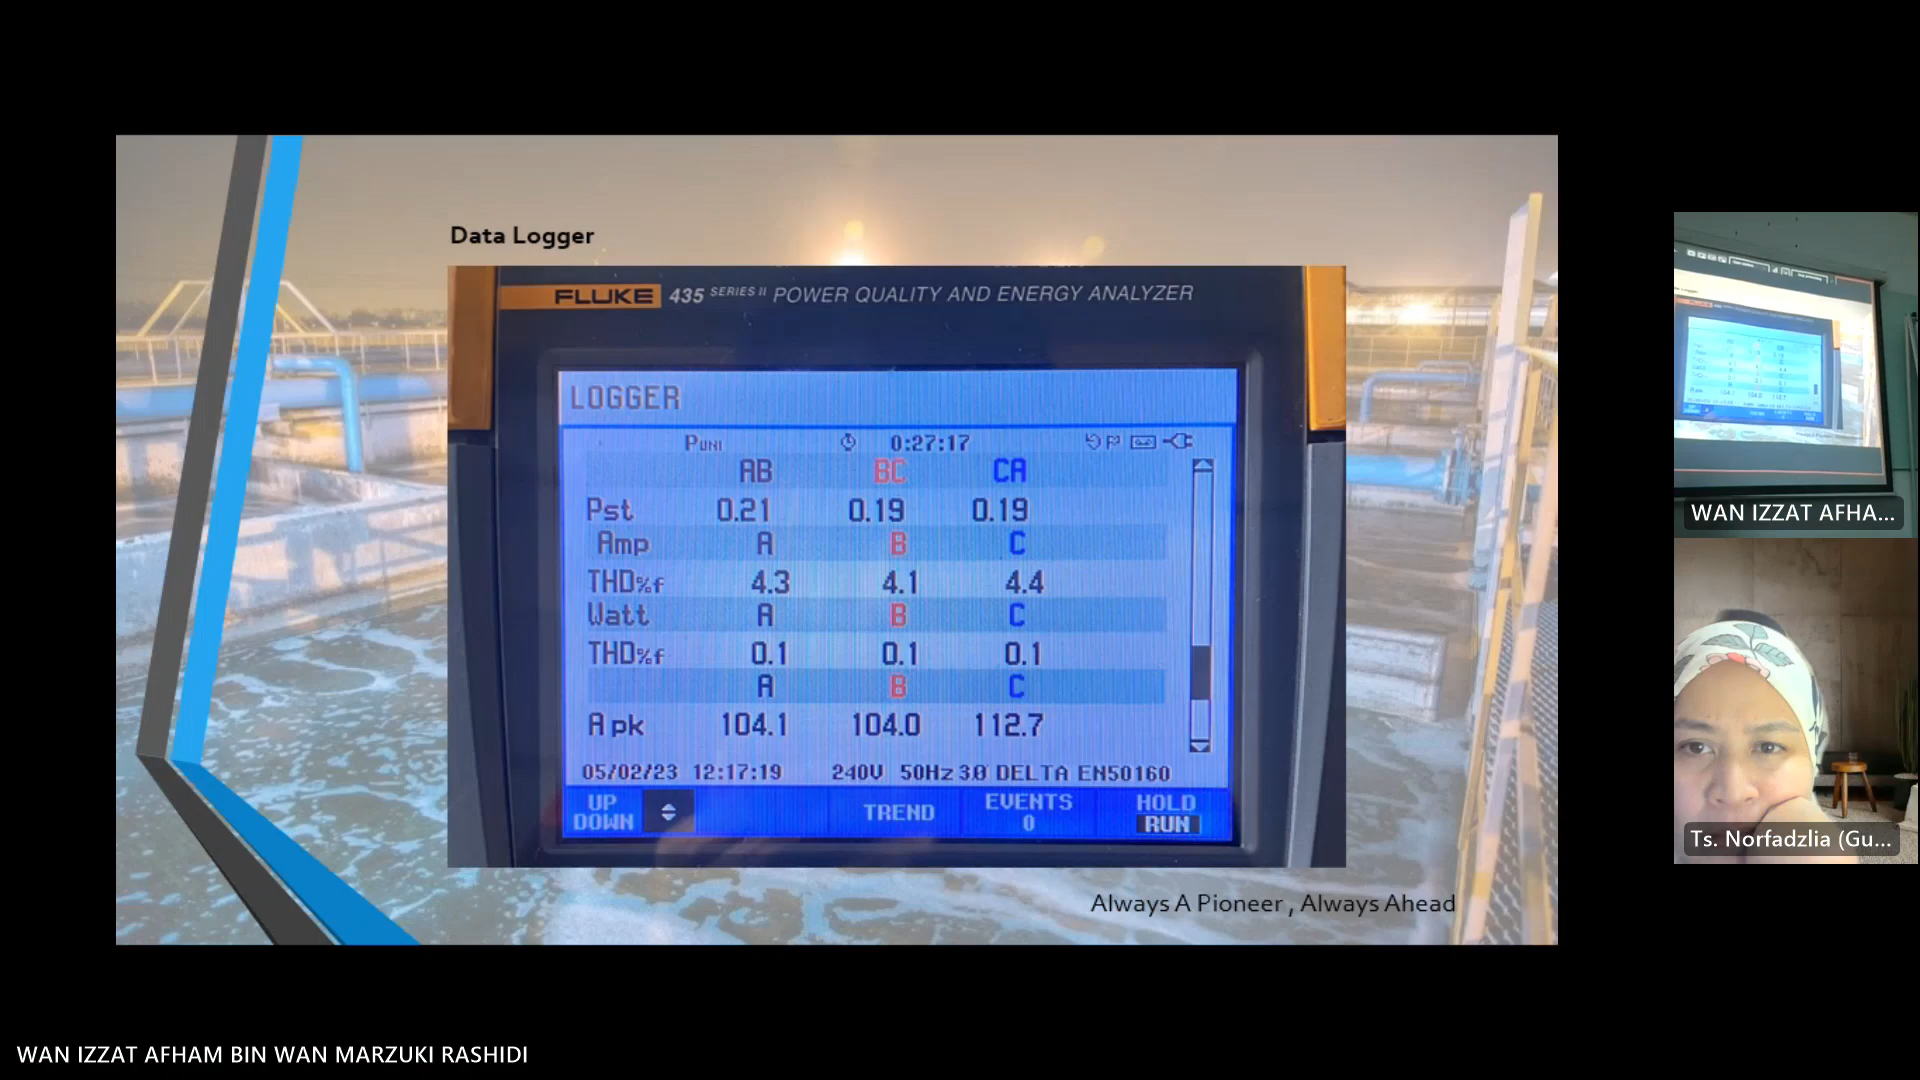 Data Logger
FLUKE 435 SERIES II POWER QUALITY AND ENERGY ANALYZER
LOGGER
PUNI 0:27:17
AB BC CA
Pst 0.21 0.19 0.19
Amp A B C
THD%f 4.3 4.1 4.4
Watt A B C
THD%f 0.1 0.1 0.1
A B C
A pk 104.1 104.0 112.7
05/02/23 12:17:19 240V 50Hz 3Ø DELTA EN50160
UP DOWN TREND EVENTS 0 HOLD RUN
Always A Pioneer , Always Ahead
WAN IZZAT AFHA...
Ts. Norfadzlia (Gu...
WAN IZZAT AFHAM BIN WAN MARZUKI RASHIDI